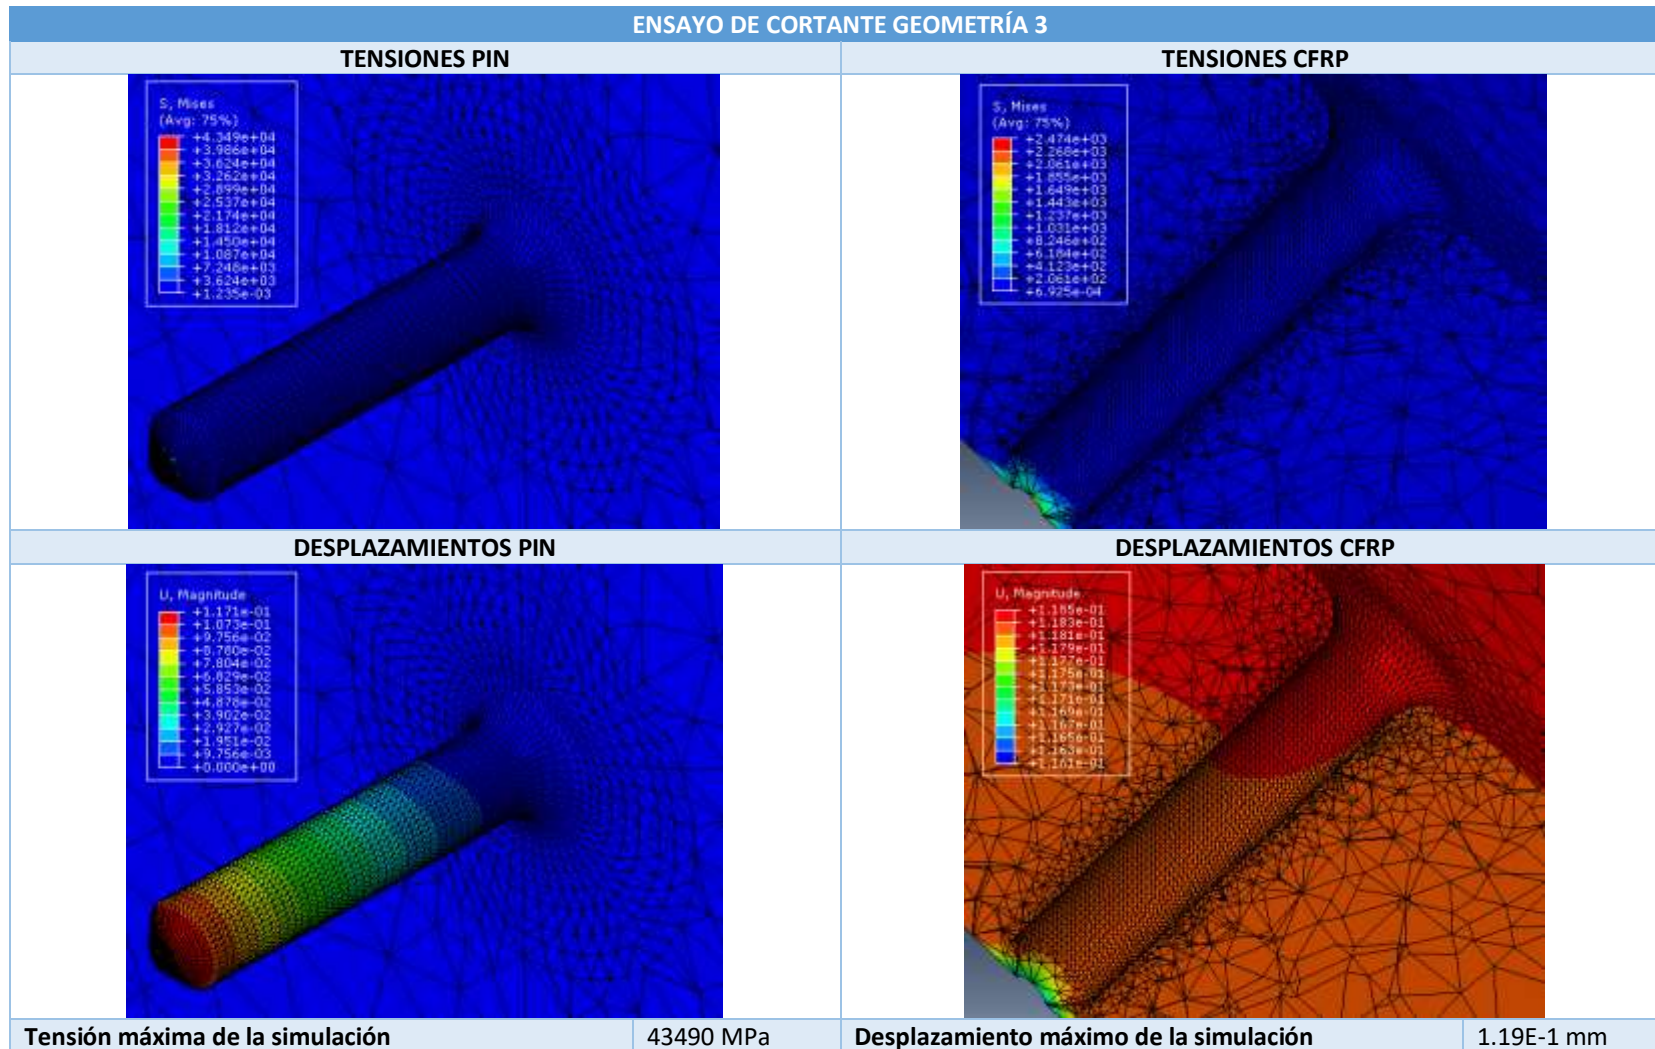 ENSAYO DE CORTANTE GEOMETRÍA 3
TENSIONES PIN
TENSIONES CFRP
S, Mises
(Avg: 75%)
+4.349e+04
+3.986e+04
+3.624e+04
+3.262e+04
+2.899e+04
+2.537e+04
+2.174e+04
+1.812e+04
+1.450e+04
+1.087e+04
+7.248e+03
+3.624e+03
+1.235e-03
S, Mises
(Avg: 75%)
+2.474e+03
+2.268e+03
+2.061e+03
+1.855e+03
+1.649e+03
+1.443e+03
+1.237e+03
+1.031e+03
+8.246e+02
+6.184e+02
+4.123e+02
+2.061e+02
+6.925e-04
DESPLAZAMIENTOS PIN
DESPLAZAMIENTOS CFRP
U, Magnitude
+1.171e-01
+1.073e-01
+9.756e-02
+8.780e-02
+7.804e-02
+6.829e-02
+5.853e-02
+4.878e-02
+3.902e-02
+2.927e-02
+1.951e-02
+9.756e-03
+0.000e+00
U, Magnitude
+1.185e-01
+1.183e-01
+1.181e-01
+1.179e-01
+1.177e-01
+1.175e-01
+1.173e-01
+1.171e-01
+1.169e-01
+1.167e-01
+1.165e-01
+1.163e-01
+1.161e-01
Tensión máxima de la simulación 43490 MPa Desplazamiento máximo de la simulación 1.19E-1 mm